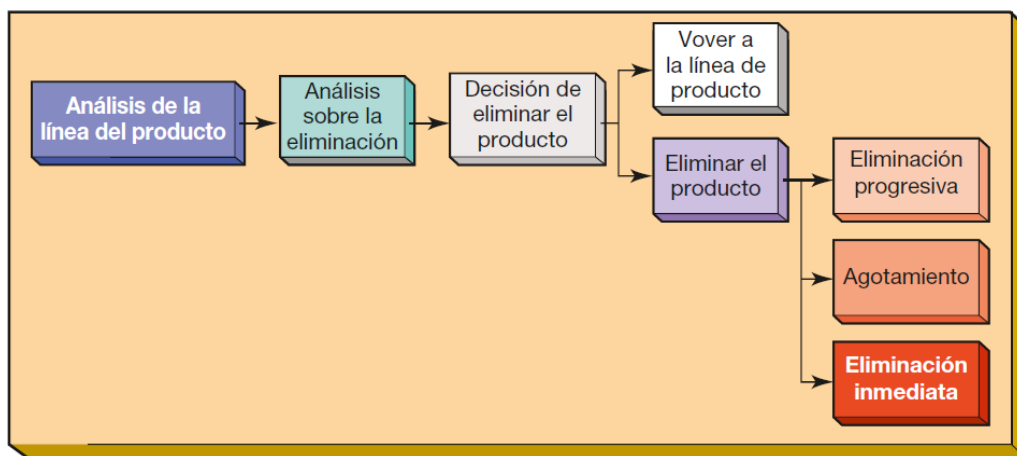 Análisis de la
línea del producto
Análisis
sobre la
eliminación
Decisión de
eliminar el
producto
Vover a
la línea de
producto
Eliminar el
producto
Eliminación
progresiva
Agotamiento
Eliminación
inmediata